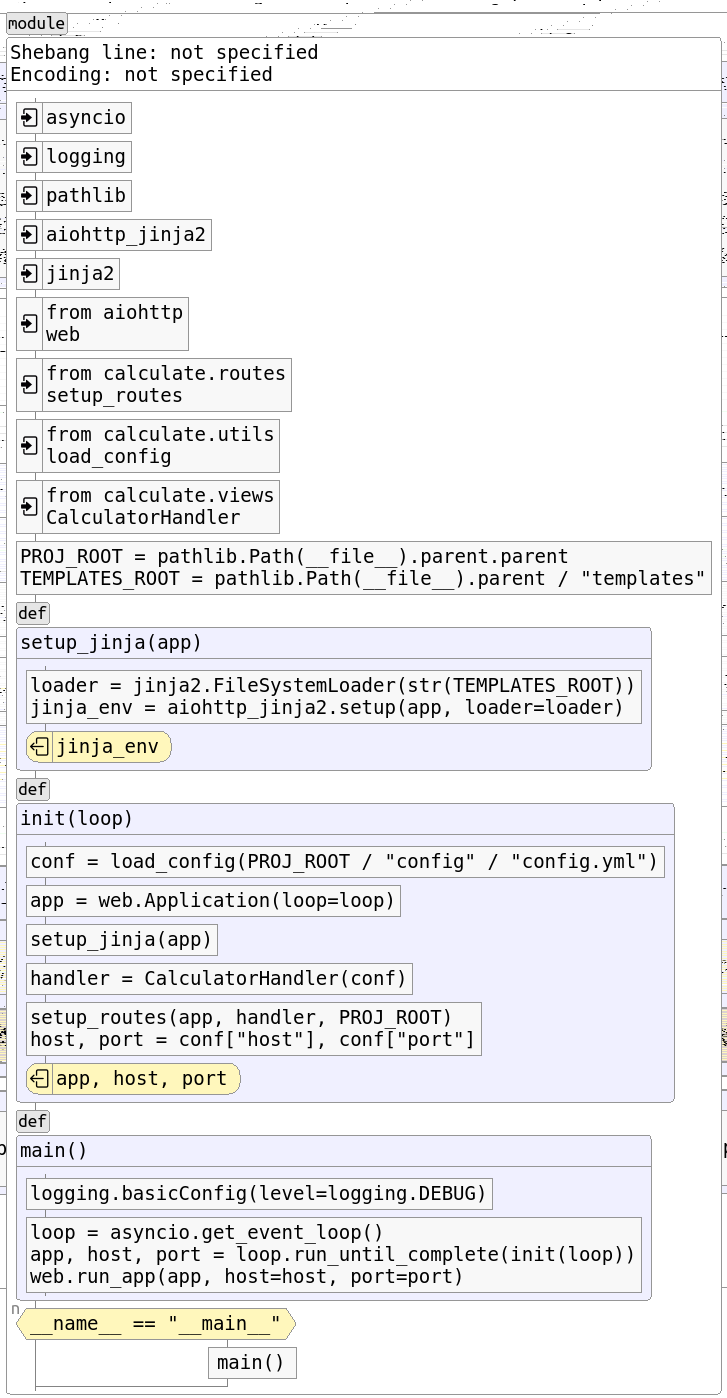 module
Shebang line: not specified
Encoding: not specified
asyncio
logging
pathlib
aiohttp_jinja2
jinja2
from aiohttp
web
from calculate.routes
setup_routes
from calculate.utils
load_config
from calculate.views
CalculatorHandler
PROJ_ROOT = pathlib.Path(__file__).parent.parent
TEMPLATES_ROOT = pathlib.Path(__file__).parent / "templates"
def
setup_jinja(app)
loader = jinja2.FileSystemLoader(str(TEMPLATES_ROOT))
jinja_env = aiohttp_jinja2.setup(app, loader=loader)
jinja_env
def
init(loop)
conf = load_config(PROJ_ROOT / "config" / "config.yml")
app = web.Application(loop=loop)
setup_jinja(app)
handler = CalculatorHandler(conf)
setup_routes(app, handler, PROJ_ROOT)
host, port = conf["host"], conf["port"]
app, host, port
def
main()
logging.basicConfig(level=logging.DEBUG)
loop = asyncio.get_event_loop()
app, host, port = loop.run_until_complete(init(loop))
web.run_app(app, host=host, port=port)
n
__name__ == "__main__"
main()